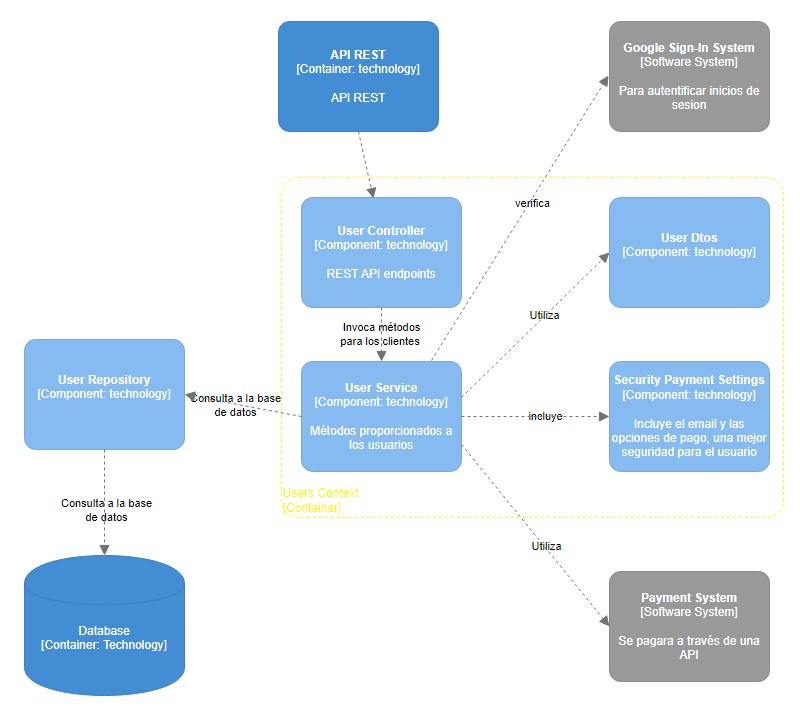 API REST
[Container: technology]
API REST
Google Sign-In System
[Software System]
Para autentificar inicios de
sesion
verifica
User Controller
[Component: technology]
REST API endpoints
User Dtos
[Component: technology]
Invoca métodos
para los clientes
Utiliza
User Repository
[Component: technology]
Consulta a la base
de datos
User Service
[Component: technology]
Métodos proporcionados a
los usuarios
incluye
Security Payment Settings
[Component: technology]
Incluye el email y las
opciones de pago, una mejor
seguridad para el usuario
Users Context
[Container]
Consulta a la base
de datos
Utiliza
Database
[Container: Technology]
Payment System
[Software System]
Se pagara a través de una
API